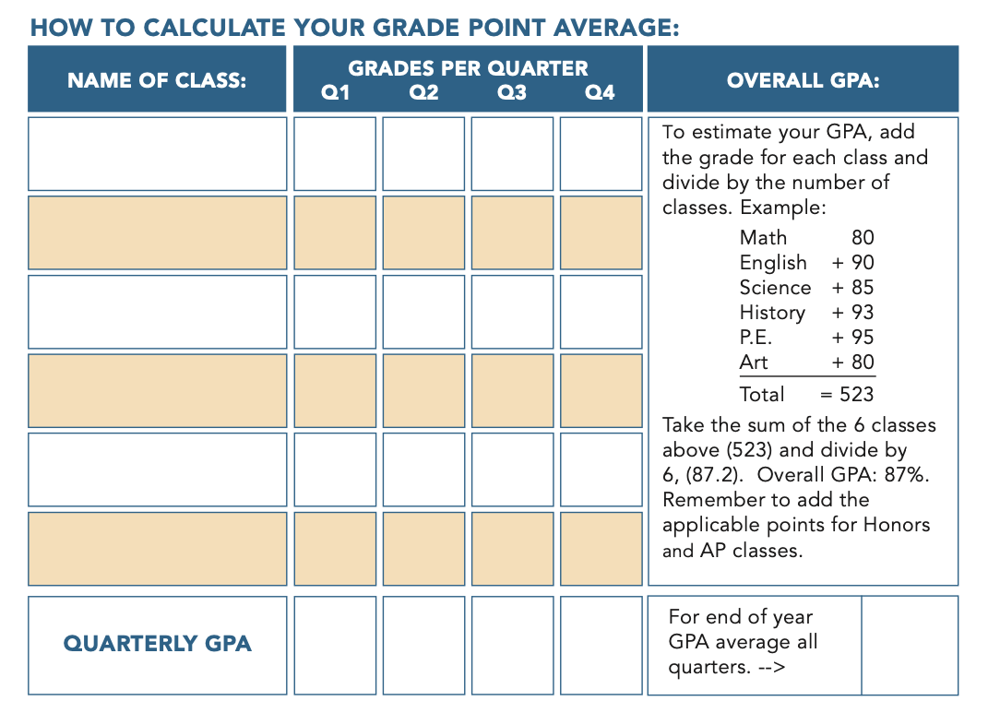 HOW TO CALCULATE YOUR GRADE POINT AVERAGE:
NAME OF CLASS:
GRADES PER QUARTER
Q1 Q2 Q3 Q4
OVERALL GPA:
To estimate your GPA, add
the grade for each class and
divide by the number of
classes. Example:
Math 80
English + 90
Science + 85
History + 93
P.E. + 95
Art + 80
Total = 523
Take the sum of the 6 classes
above (523) and divide by
6, (87.2). Overall GPA: 87%.
Remember to add the
applicable points for Honors
and AP classes.
QUARTERLY GPA
For end of year
GPA average all
quarters. -->